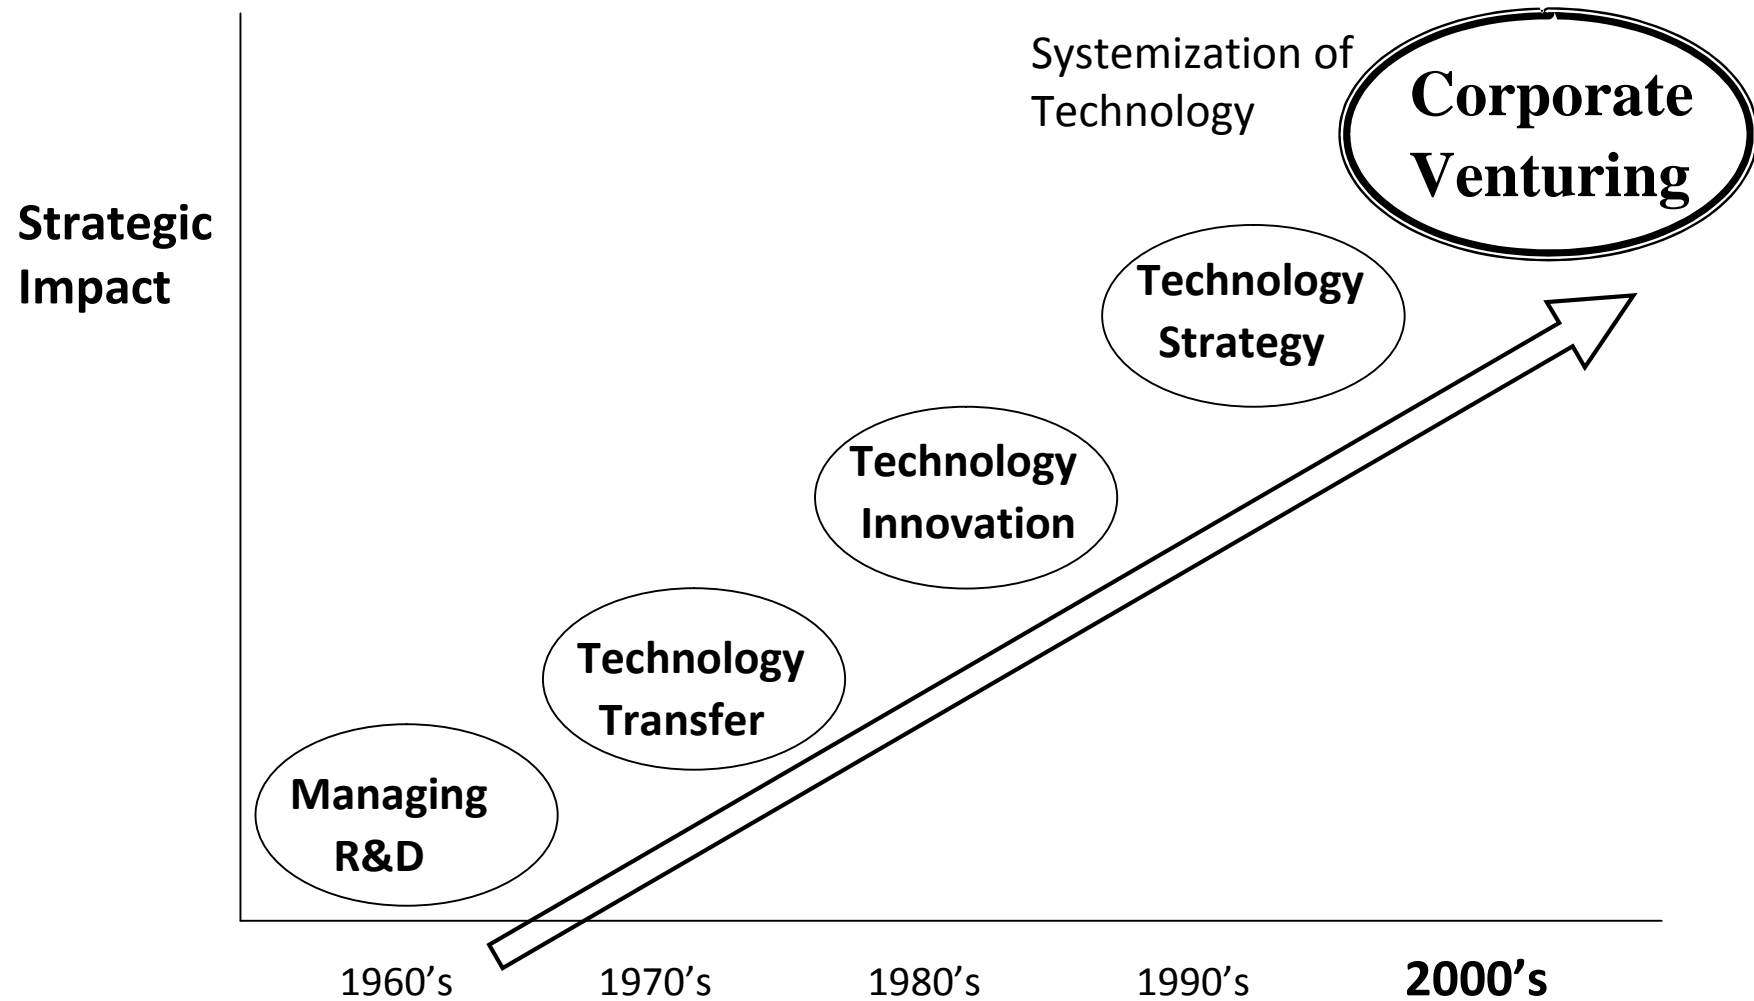 Systemization of
Technology
Corporate
Venturing
Strategic
Impact
Technology
Strategy
Technology
Innovation
Technology
Transfer
Managing
R&D
1960’s
1970’s
1980’s
1990’s
2000’s